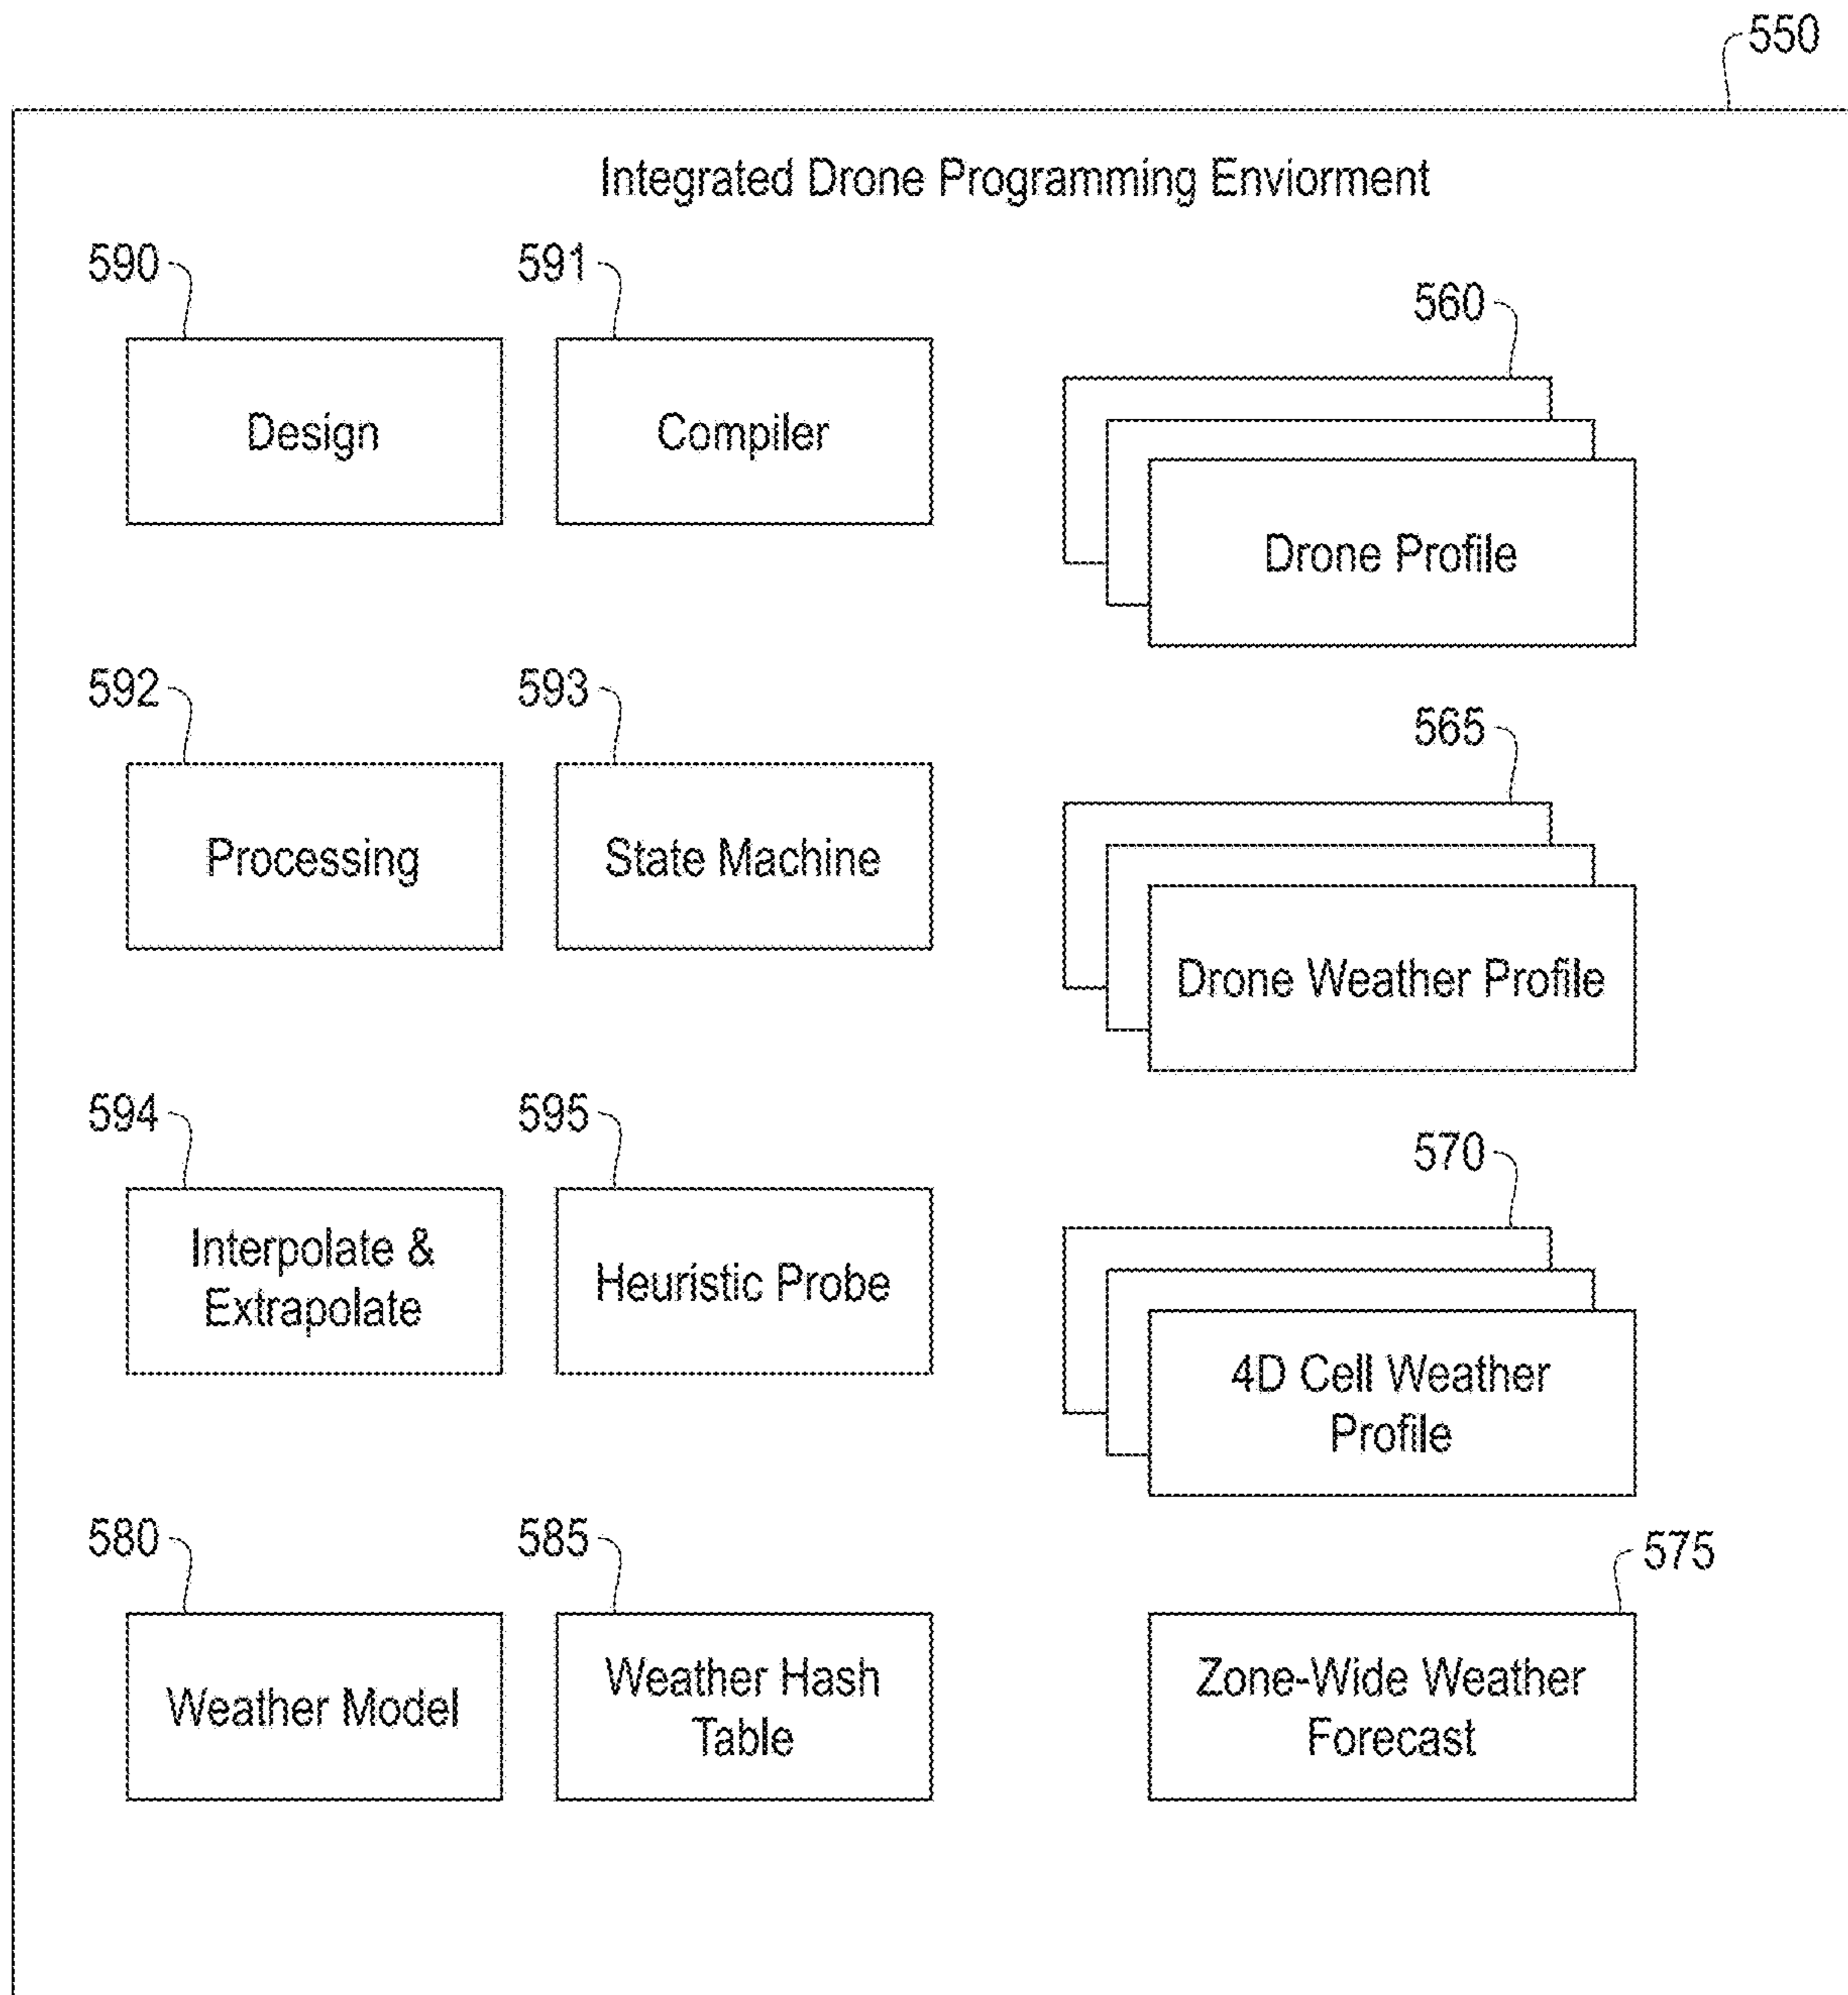 550
Integrated Drone Programming Enviorment
590
591
560
Design
Compiler
Drone Profile
592
593
565
Processing
State Machine
Drone Weather Profile
594
595
570
Interpolate &
Extrapolate
Heuristic Probe
4D Cell Weather
Profile
580
585
575
Weather Model
Weather Hash
Table
Zone-Wide Weather
Forecast